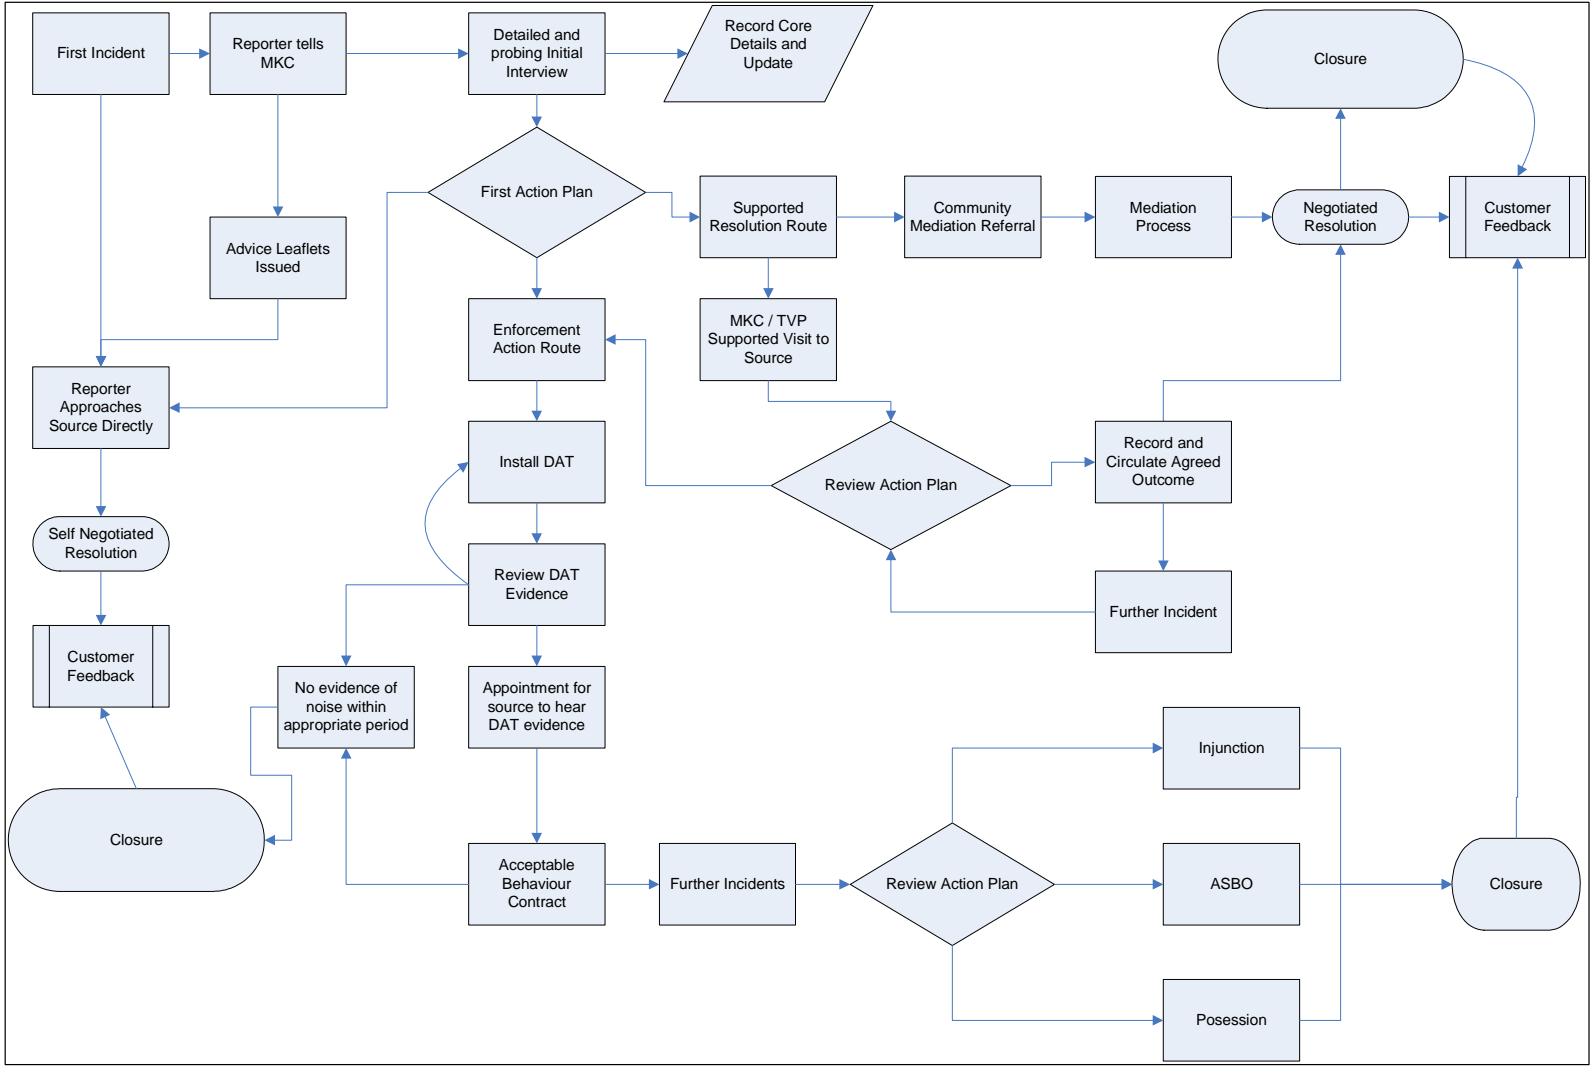 First Incident
Reporter tells
MKC
Detailed and
probing Initial
Interview
Record Core
Details and
Update
Closure
First Action Plan
Supported
Resolution Route
Community
Mediation Referral
Mediation
Process
Negotiated
Resolution
Customer
Feedback
Advice Leaflets
Issued
Enforcement
Action Route
MKC / TVP
Supported Visit to
Source
Reporter
Approaches
Source Directly
Install DAT
Review Action Plan
Record and
Circulate Agreed
Outcome
Self Negotiated
Resolution
Review DAT
Evidence
Further Incident
Customer
Feedback
No evidence of
noise within
appropriate period
Appointment for
source to hear
DAT evidence
Injunction
Closure
Acceptable
Behaviour
Contract
Further Incidents
Review Action Plan
ASBO
Closure
Posession